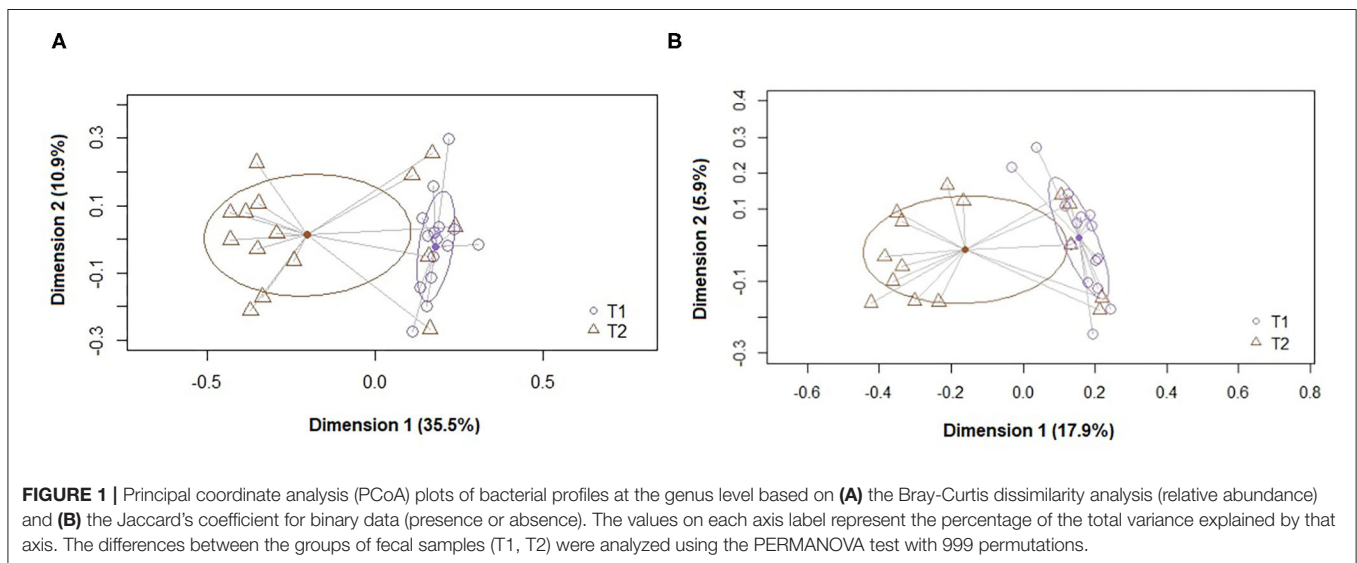 A
B
Dimension 2 (10.9%)
0.3
0.1
-0.1
-0.3
-0.5
0.0
0.5
Dimension 1 (35.5%)
T1
T2
Dimension 2 (5.9%)
0.4
0.3
0.2
0.1
-0.1
-0.3
-0.6
-0.4
-0.2
0.0
0.2
0.4
0.6
0.8
Dimension 1 (17.9%)
T1
T2
FIGURE 1 | Principal coordinate analysis (PCoA) plots of bacterial profiles at the genus level based on (A) the Bray-Curtis dissimilarity analysis (relative abundance)
and (B) the Jaccard's coefficient for binary data (presence or absence). The values on each axis label represent the percentage of the total variance explained by that
axis. The differences between the groups of fecal samples (T1, T2) were analyzed using the PERMANOVA test with 999 permutations.